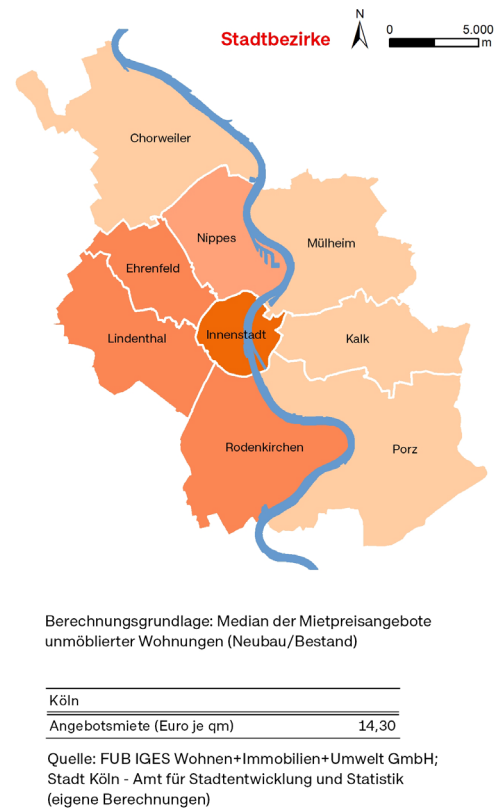 Stadtbezirke
N
0 5.000
m
Chorweiler
Nippes
Mülheim
Ehrenfeld
Lindenthal
Innenstadt
Kalk
Rodenkirchen
Porz
Berechnungsgrundlage: Median der Mietpreisangebote
unmöblierter Wohnungen (Neubau/Bestand)
Köln
Angebotsmiete (Euro je qm) 14,30
Quelle: FUB IGES Wohnen+Immobilien+Umwelt GmbH;
Stadt Köln - Amt für Stadtentwicklung und Statistik
(eigene Berechnungen)